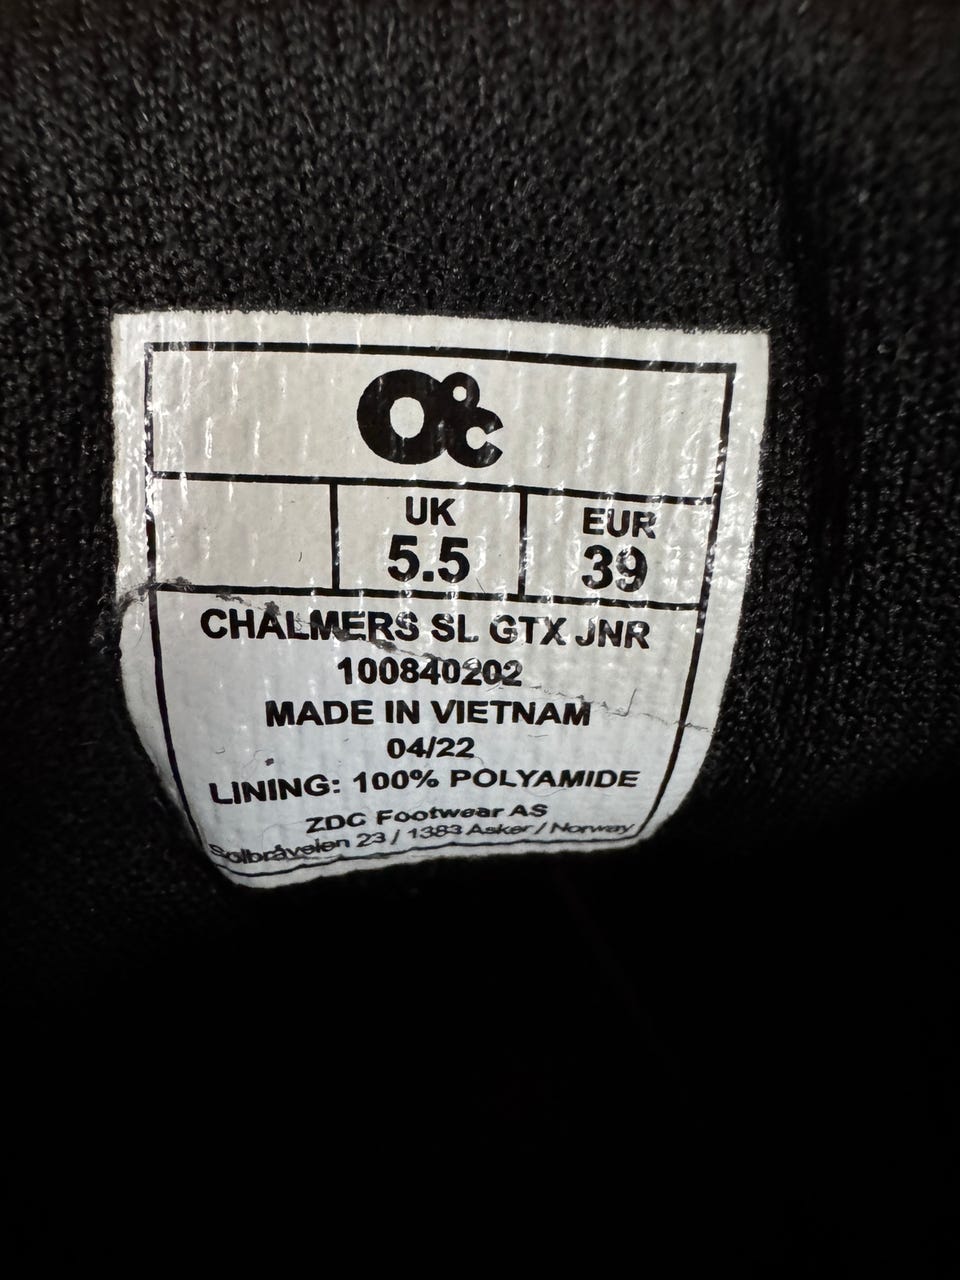 0°c
UK EUR
5.5 39
CHALMERS SL GTX JNR
100840202
MADE IN VIETNAM
04/22
LINING: 100% POLYAMIDE
ZDC Footwear AS
Solbråveien 23 / 1383 Asker / Norway